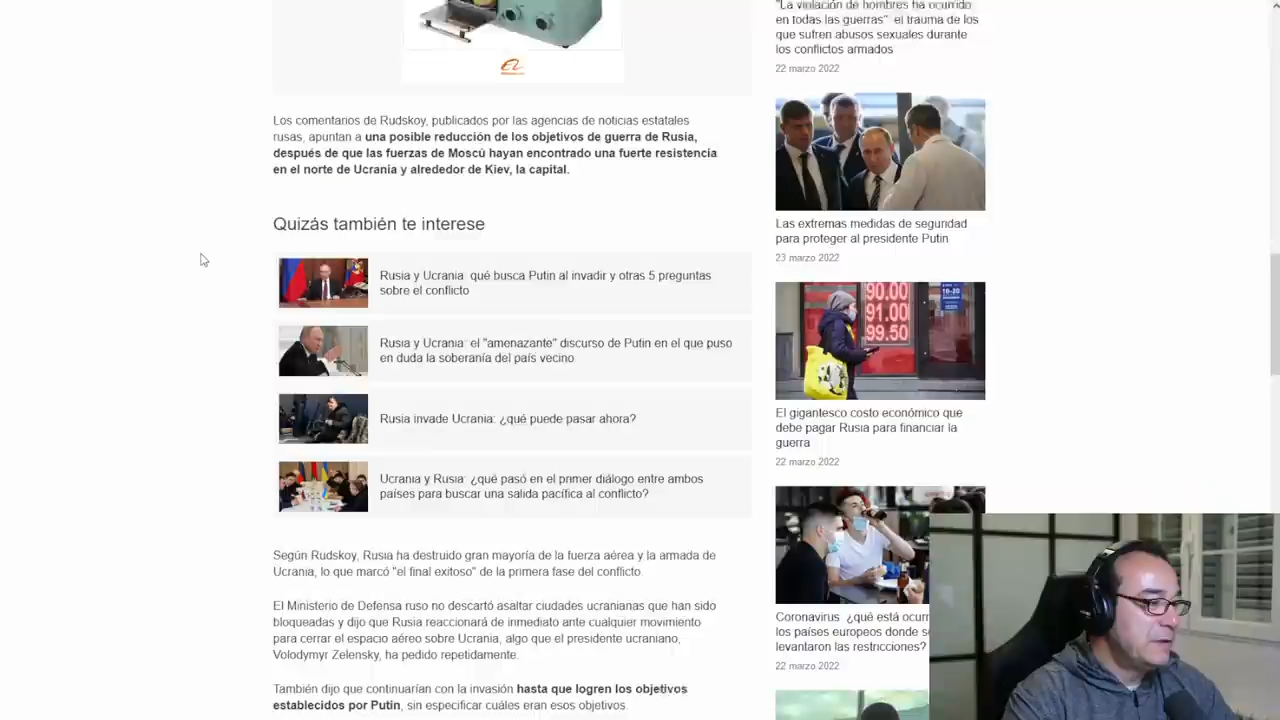 Los comentarios de Rudskoy, publicados por las agencias de noticias estatales
rusas, apuntan a una posible reducción de los objetivos de guerra de Rusia,
después de que las fuerzas de Moscú hayan encontrado una fuerte resistencia
en el norte de Ucrania y alrededor de Kiev, la capital.
Quizás también te interese
Rusia y Ucrania qué busca Putin al invadir y otras 5 preguntas
sobre el conflicto
Rusia y Ucrania: el "amenazante" discurso de Putin en el que puso
en duda la soberanía del país vecino
Rusia invade Ucrania: ¿qué puede pasar ahora?
Ucrania y Rusia: ¿qué pasó en el primer diálogo entre ambos
países para buscar una salida pacífica al conflicto?
Según Rudskoy, Rusia ha destruido gran mayoría de la fuerza aérea y la armada de
Ucrania, lo que marcó "el final exitoso" de la primera fase del conflicto.
El Ministerio de Defensa ruso no descartó asaltar ciudades ucranianas que han sido
bloqueadas y dijo que Rusia reaccionará de inmediato ante cualquier movimiento
para cerrar el espacio aéreo sobre Ucrania, algo que el presidente ucraniano,
Volodymyr Zelensky, ha pedido repetidamente.
También dijo que continuarían con la invasión hasta que logren los objetivos
establecidos por Putin, sin especificar cuáles eran esos objetivos.
"La violación de hombres ha ocurrido
en todas las guerras" el trauma de los
que sufren abusos sexuales durante
los conflictos armados
22 marzo 2022
Las extremas medidas de seguridad
para proteger al presidente Putin
23 marzo 2022
90.00
91.00
99.50
El gigantesco costo económico que
debe pagar Rusia para financiar la
guerra
22 marzo 2022
Coronavirus ¿qué está ocurr
los países europeos donde s
levantaron las restricciones?
22 marzo 2022